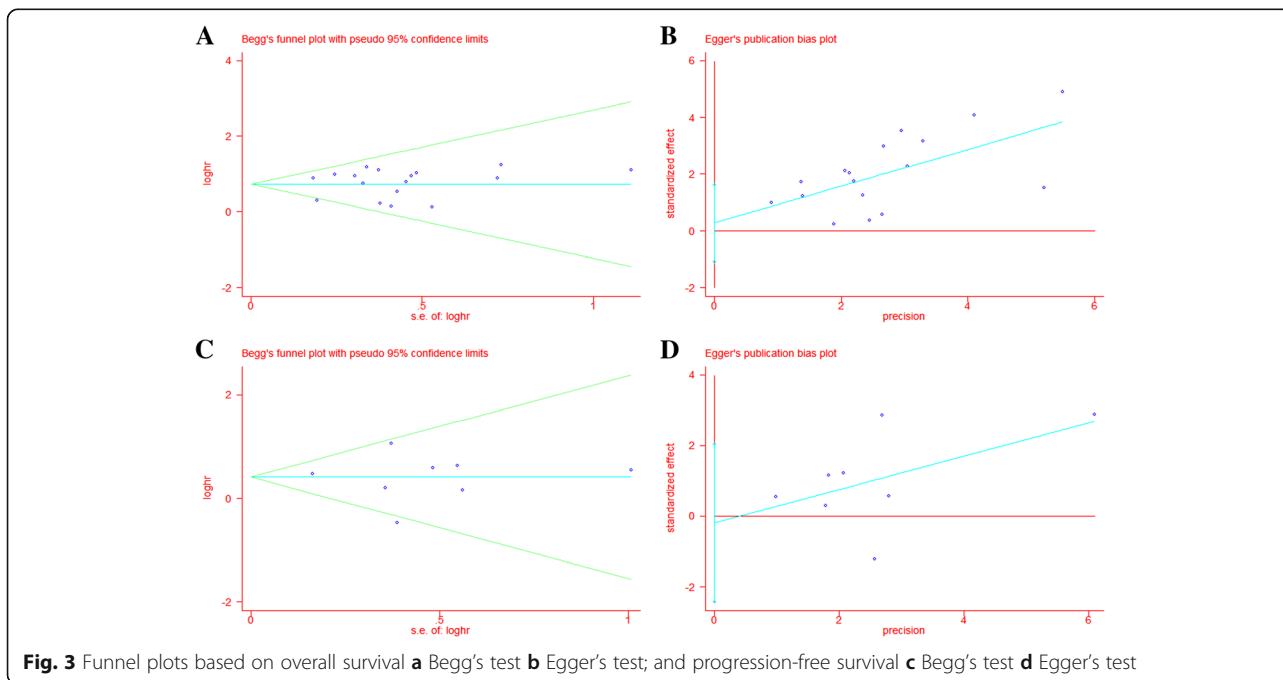 A
Begg's funnel plot with pseudo 95% confidence limits
4
2
0
-2
loghr
0
.5
1
s.e. of: loghr
B
Egger's publication bias plot
6
4
2
0
-2
standardized effect
0
2
4
6
precision
C
Begg's funnel plot with pseudo 95% confidence limits
2
0
-2
loghr
0
.5
1
s.e. of: loghr
D
Egger's publication bias plot
4
2
0
-2
standardized effect
0
2
4
6
precision
Fig. 3 Funnel plots based on overall survival a Begg's test b Egger's test; and progression-free survival c Begg's test d Egger's test